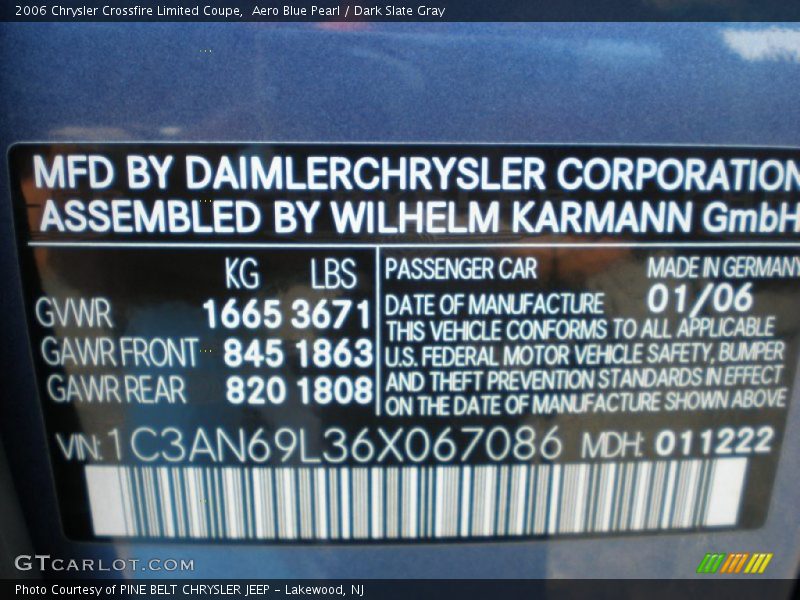 2006 Chrysler Crossfire Limited Coupe,  Aero Blue Pearl / Dark Slate Gray
MFD BY DAIMLERCHRYSLER CORPORATION
ASSEMBLED BY WILHELM KARMANN GmbH
KG LBS
GVWR 1665 3671
GAWR FRONT 845 1863
GAWR REAR 820 1808
PASSENGER CAR MADE IN GERMANY
DATE OF MANUFACTURE 01/06
THIS VEHICLE CONFORMS TO ALL APPLICABLE
U.S. FEDERAL MOTOR VEHICLE SAFETY, BUMPER
AND THEFT PREVENTION STANDARDS IN EFFECT
ON THE DATE OF MANUFACTURE SHOWN ABOVE
VIN: 1C3AN69L36X067086 MDH: 011222
GTCARLOT.COM
Photo Courtesy of PINE BELT CHRYSLER JEEP - Lakewood, NJ